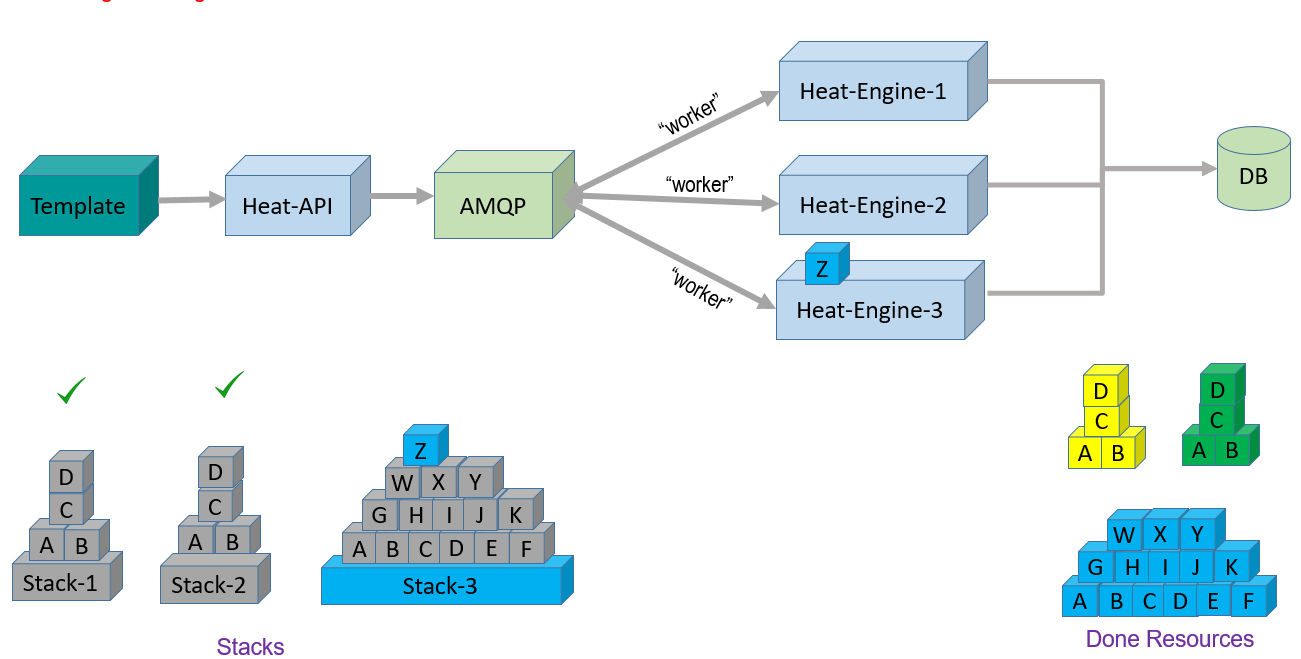 “worker”
Heat-Engine-1
Template
Heat-API
AMQP
“worker”
Heat-Engine-2
DB
“worker”
Z
Heat-Engine-3
D
C
A B
Stack-1
D
C
A B
Stack-2
Z
W X Y
G H I J K
A B C D E F
Stack-3
Stacks
D
C
A B
D
C
A B
W X Y
G H I J K
A B C D E F
Done Resources